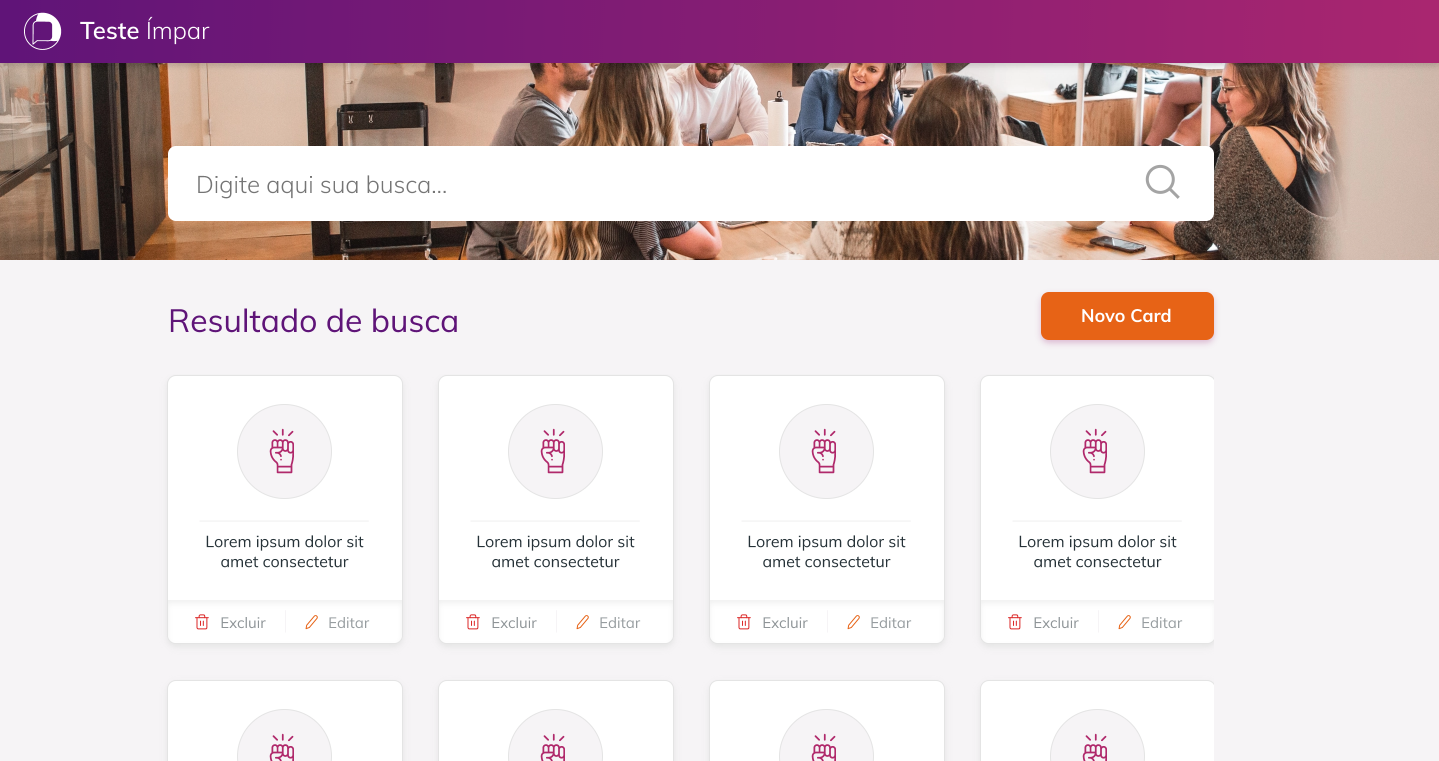 Teste Ímpar
Digite aqui sua busca...
Resultado de busca
Novo Card
Lorem ipsum dolor sit
amet consectetur
Excluir
Editar
Lorem ipsum dolor sit
amet consectetur
Excluir
Editar
Lorem ipsum dolor sit
amet consectetur
Excluir
Editar
Lorem ipsum dolor sit
amet consectetur
Excluir
Editar